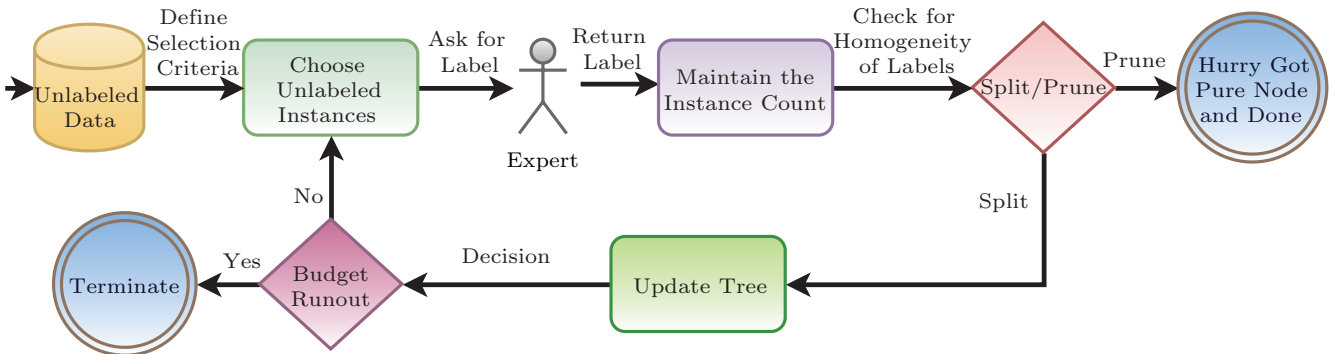 Define
Selection
Criteria
Unlabeled
Data
Choose
Unlabeled
Instances
Ask for
Label
Expert
Return
Label
Maintain the
Instance Count
Check for
Homogeneity
of Labels
Split/Prune
Prune
Hurry Got
Pure Node
and Done
Split
Update Tree
Decision
Budget
Runout
No
Yes
Terminate